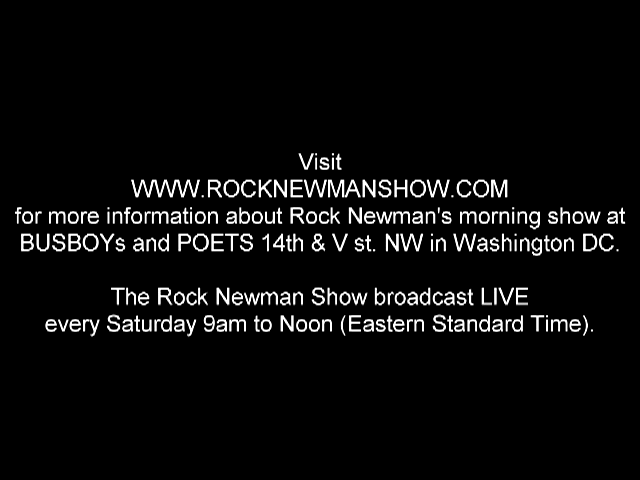 Visit
WWW.ROCKNEWMANSHOW.COM
for more information about Rock Newman's morning show at
BUSBOYs and POETS 14th & V st. NW in Washington DC.
The Rock Newman Show broadcast LIVE
every Saturday 9am to Noon (Eastern Standard Time).